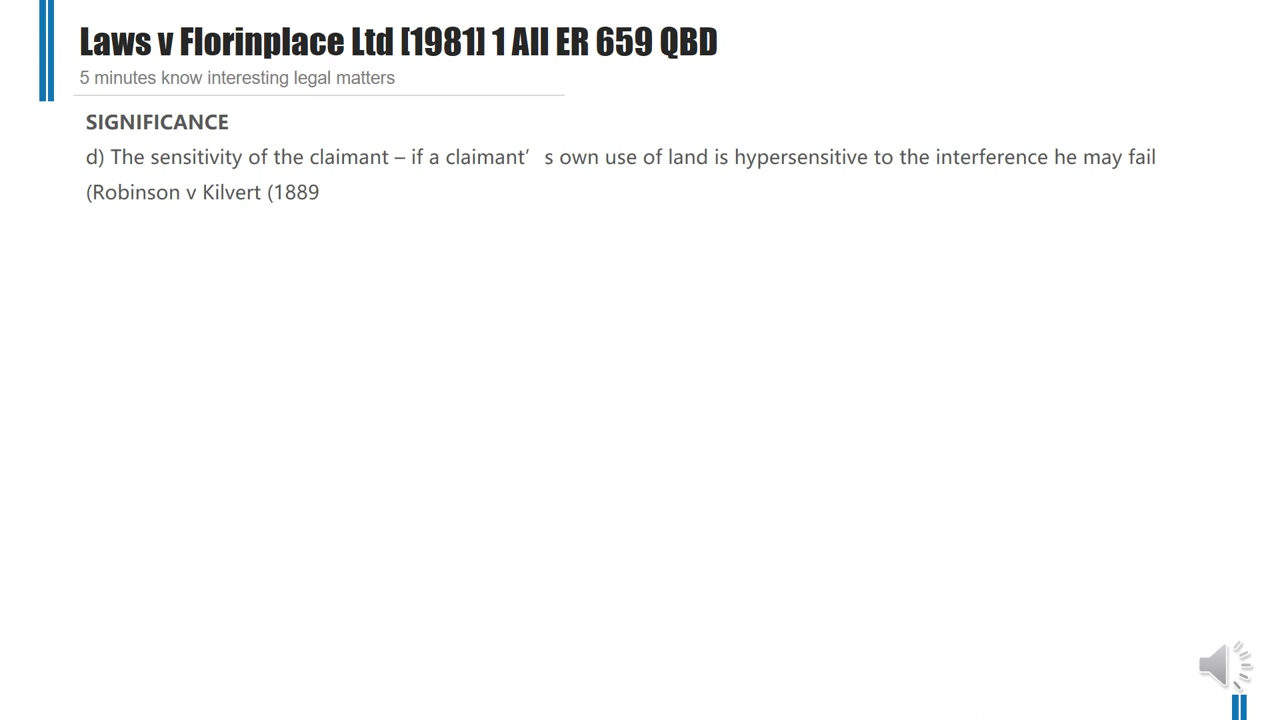 Laws v Florinplace Ltd [1981] 1 All ER 659 QBD
5 minutes know interesting legal matters
SIGNIFICANCE
d) The sensitivity of the claimant – if a claimant’ s own use of land is hypersensitive to the interference he may fail
(Robinson v Kilvert (1889